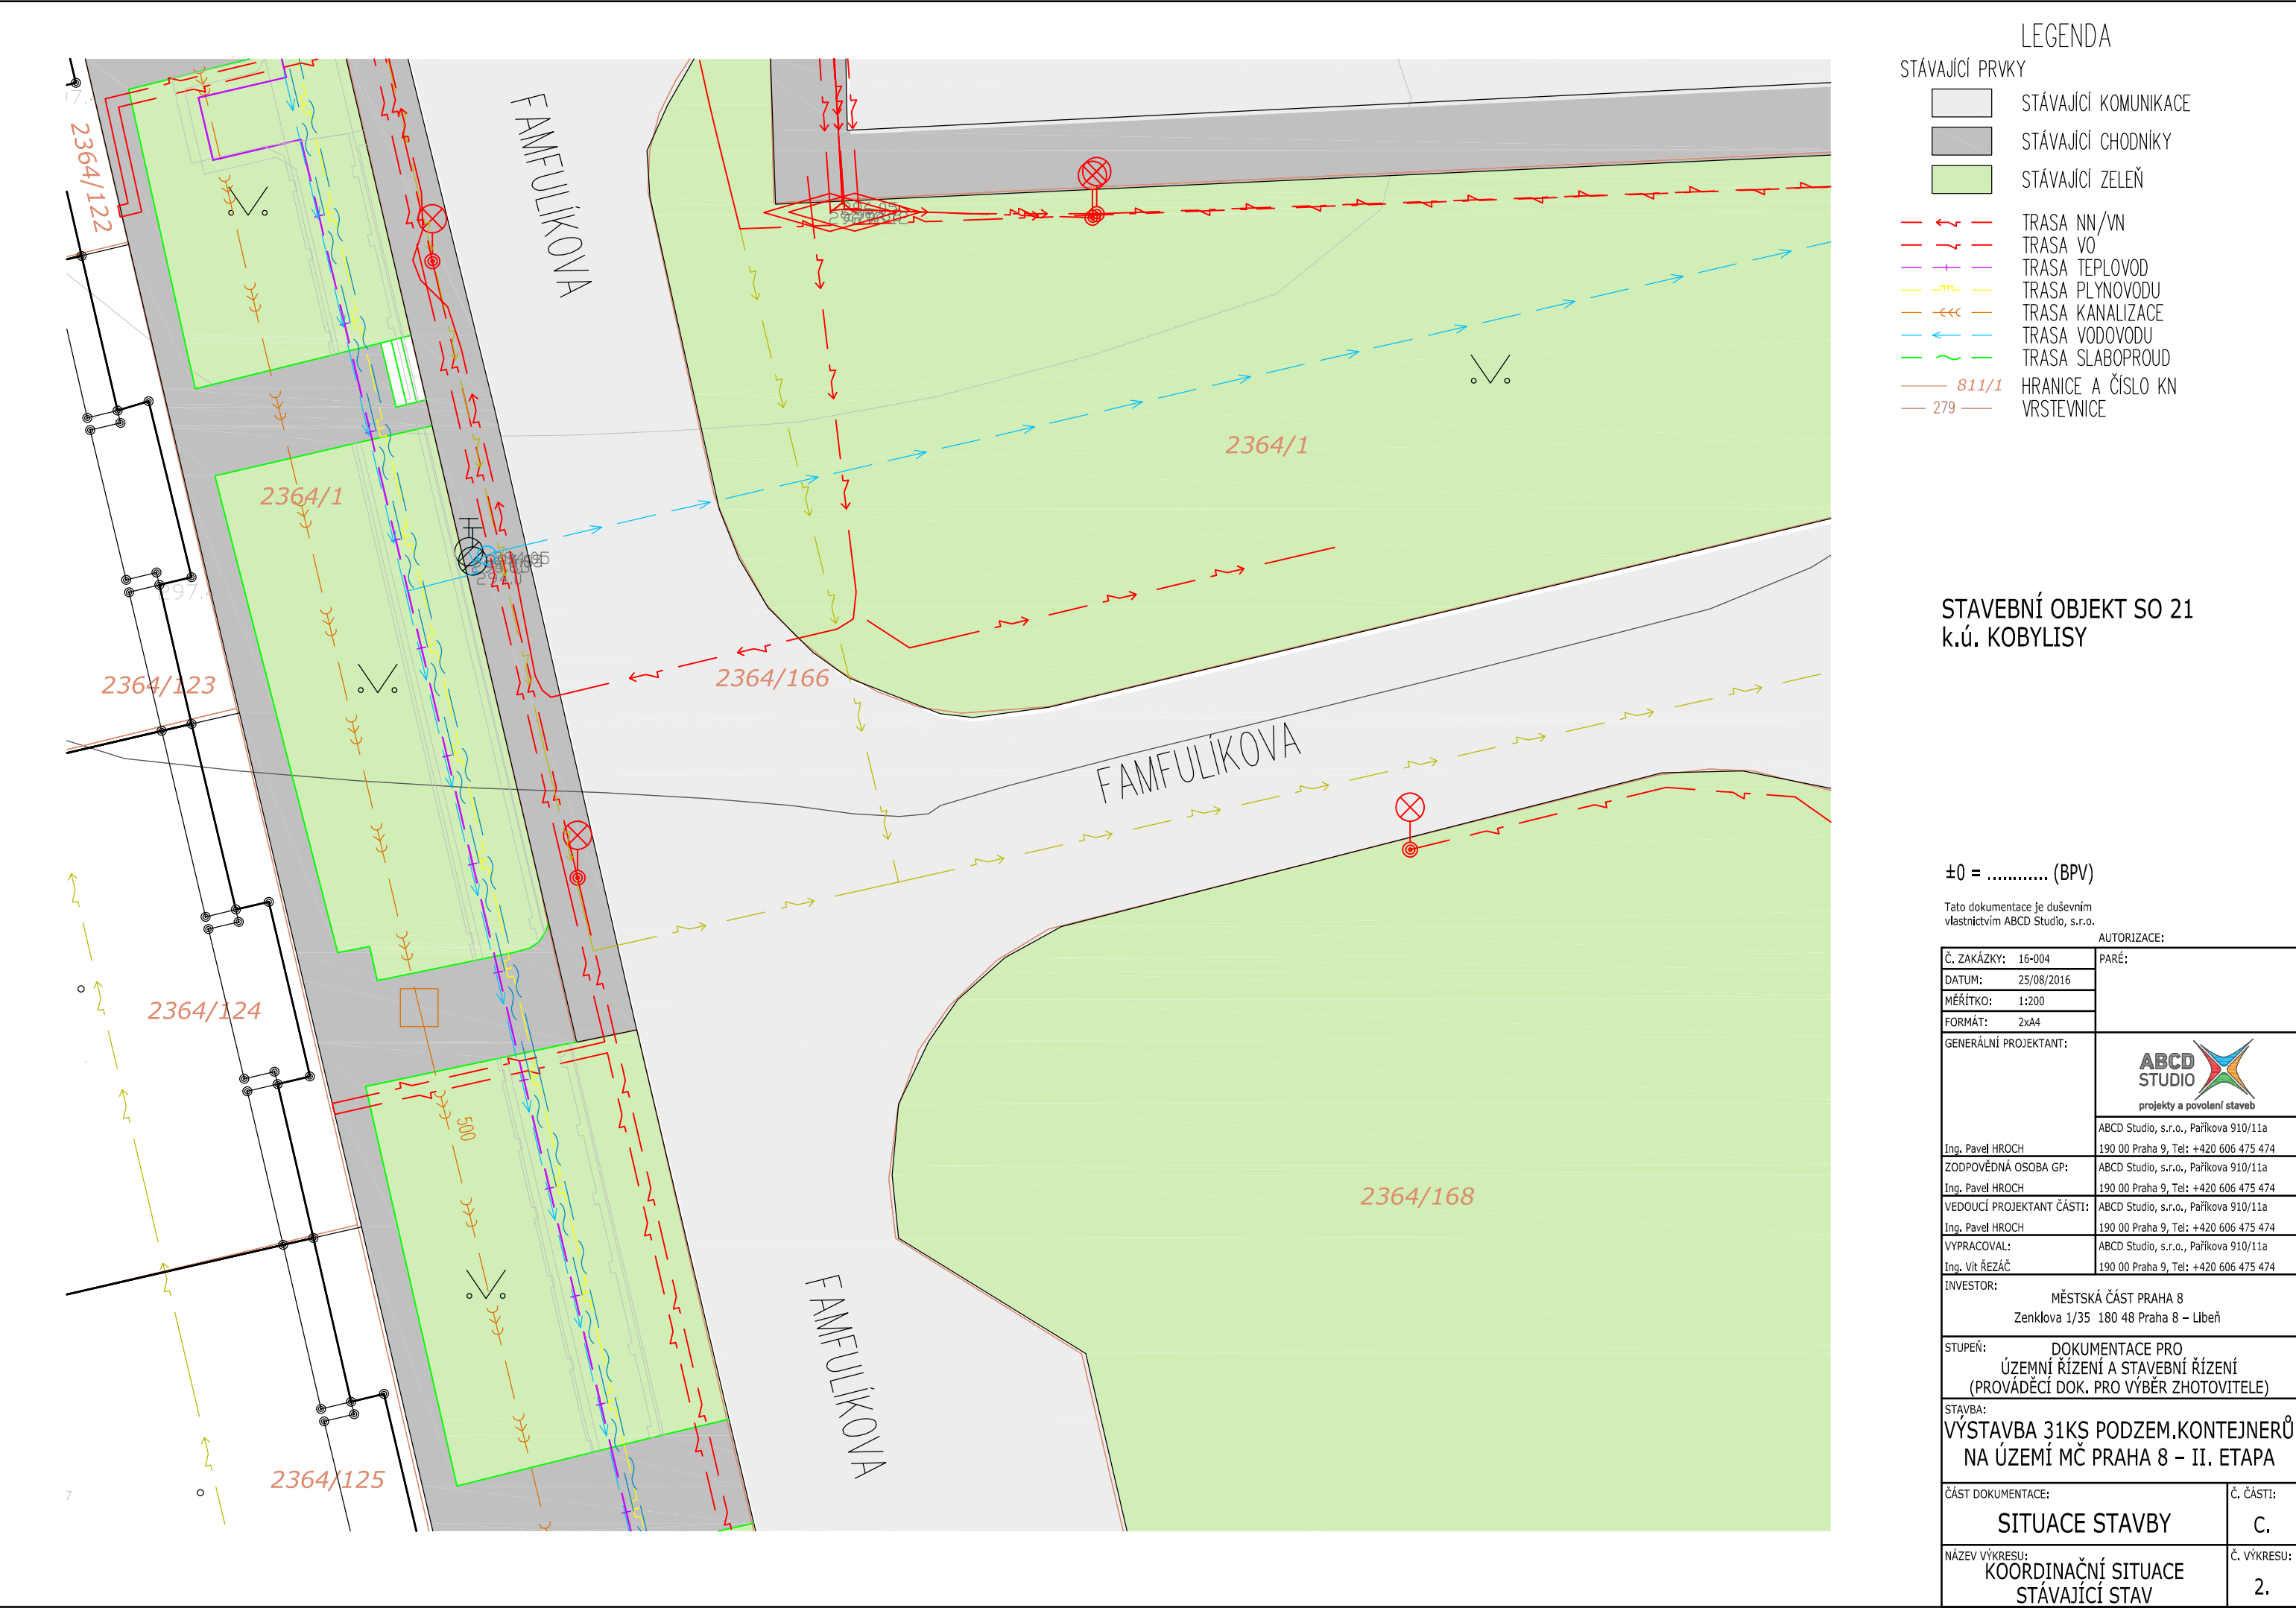 LEGENDA
STÁVAJÍCÍ PRVKY
STÁVAJÍCÍ KOMUNIKACE
STÁVAJÍCÍ CHODNÍKY
STÁVAJÍCÍ ZELEŇ
TRASA NN/VN
TRASA VO
TRASA TEPLOVOD
TRASA PLYNOVODU
TRASA KANALIZACE
TRASA VODOVODU
TRASA SLABOPROUD
811/1 HRANICE A ČÍSLO KN
279 VRSTEVNICE
FAMFULÍKOVA
2364/122
2364/1
2364/1
297.
2364/123
2364/166
FAMFULÍKOVA
2364/124
500
2364/168
FAMFULÍKOVA
2364/125
STAVEBNÍ OBJEKT SO 21
k.ú. KOBYLISY
±0 = ............ (BPV)
Tato dokumentace je duševním
vlastnictvím ABCD Studio, s.r.o.
AUTORIZACE:
Č. ZAKÁZKY: 16-004
PARÉ:
DATUM: 25/08/2016
MĚŘÍTKO: 1:200
FORMÁT: 2xA4
GENERÁLNÍ PROJEKTANT:
ABCD
STUDIO
projekty a povolení staveb
ABCD Studio, s.r.o., Paříkova 910/11a
Ing. Pavel HROCH 190 00 Praha 9, Tel: +420 606 475 474
ZODPOVĚDNÁ OSOBA GP: ABCD Studio, s.r.o., Paříkova 910/11a
Ing. Pavel HROCH 190 00 Praha 9, Tel: +420 606 475 474
VEDOUCÍ PROJEKTANT ČÁSTI: ABCD Studio, s.r.o., Paříkova 910/11a
Ing. Pavel HROCH 190 00 Praha 9, Tel: +420 606 475 474
VYPRACOVAL: ABCD Studio, s.r.o., Paříkova 910/11a
Ing. Vít ŘEZÁČ 190 00 Praha 9, Tel: +420 606 475 474
INVESTOR:
MĚSTSKÁ ČÁST PRAHA 8
Zenklova 1/35 180 48 Praha 8 – Libeň
STUPEŇ: DOKUMENTACE PRO
ÚZEMNÍ ŘÍZENÍ A STAVEBNÍ ŘÍZENÍ
(PROVÁDĚCÍ DOK. PRO VÝBĚR ZHOTOVITELE)
STAVBA:
VÝSTAVBA 31KS PODZEM.KONTEJNERŮ
NA ÚZEMÍ MČ PRAHA 8 – II. ETAPA
ČÁST DOKUMENTACE: Č. ČÁSTI:
SITUACE STAVBY C.
NÁZEV VÝKRESU: Č. VÝKRESU:
KOORDINAČNÍ SITUACE
STÁVAJÍCÍ STAV 2.